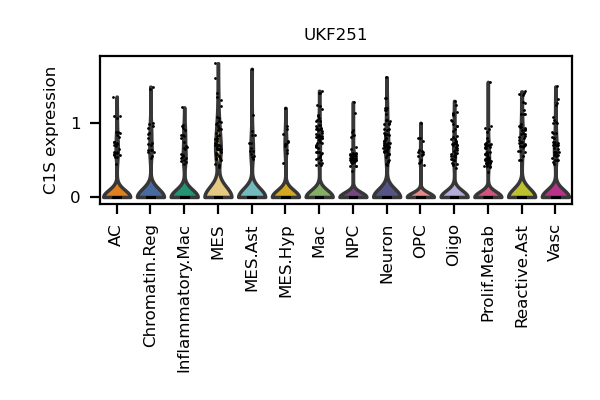 UKF251
C1S expression
1
0
AC
Chromatin.Reg
Inflammatory.Mac
MES
MES.Ast
MES.Hyp
Mac
NPC
Neuron
OPC
Oligo
Prolif.Metab
Reactive.Ast
Vasc